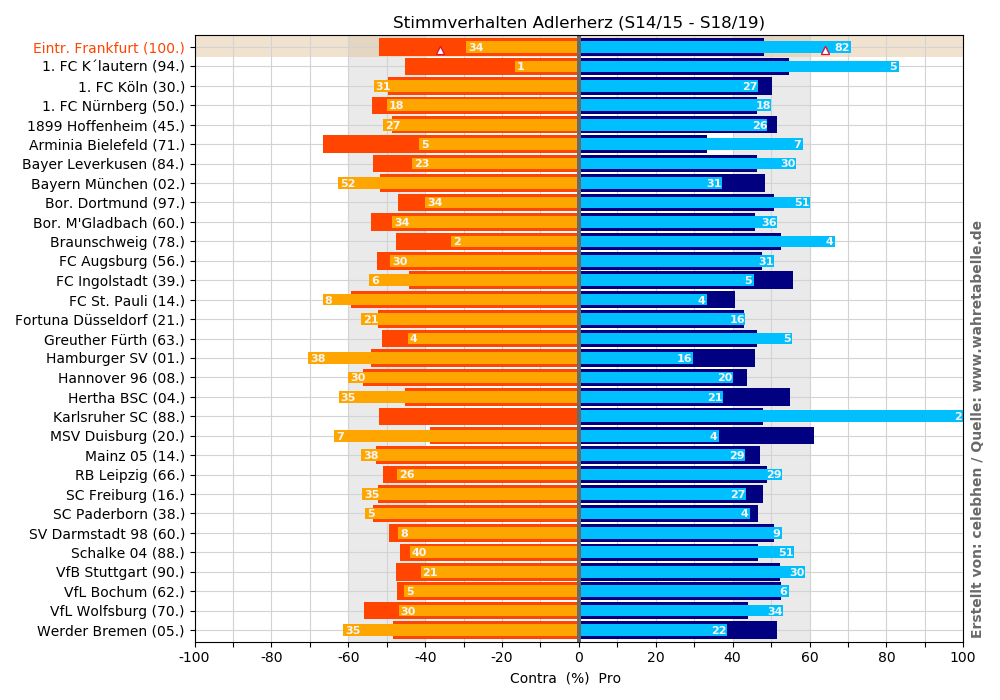 Stimmverhalten Adlerherz (S14/15 - S18/19)
Eintr. Frankfurt (100.) 34 82
1. FC K´lautern (94.) 1 5
1. FC Köln (30.) 31 27
1. FC Nürnberg (50.) 18 18
1899 Hoffenheim (45.) 27 26
Arminia Bielefeld (71.) 5 7
Bayer Leverkusen (84.) 23 30
Bayern München (02.) 52 31
Bor. Dortmund (97.) 34 51
Bor. M'Gladbach (60.) 34 36
Braunschweig (78.) 2 4
FC Augsburg (56.) 30 31
FC Ingolstadt (39.) 6 5
FC St. Pauli (14.) 8 4
Fortuna Düsseldorf (21.) 21 16
Greuther Fürth (63.) 4 5
Hamburger SV (01.) 38 16
Hannover 96 (08.) 30 20
Hertha BSC (04.) 35 21
Karlsruher SC (88.) 2
MSV Duisburg (20.) 7 4
Mainz 05 (14.) 38 29
RB Leipzig (66.) 26 29
SC Freiburg (16.) 35 27
SC Paderborn (38.) 5 4
SV Darmstadt 98 (60.) 8 9
Schalke 04 (88.) 40 51
VfB Stuttgart (90.) 21 30
VfL Bochum (62.) 5 6
VfL Wolfsburg (70.) 30 34
Werder Bremen (05.) 35 22
-100 -80 -60 -40 -20 0 20 40 60 80 100
Contra (%) Pro
Erstellt von: celebhen / Quelle: www.wahretabelle.de